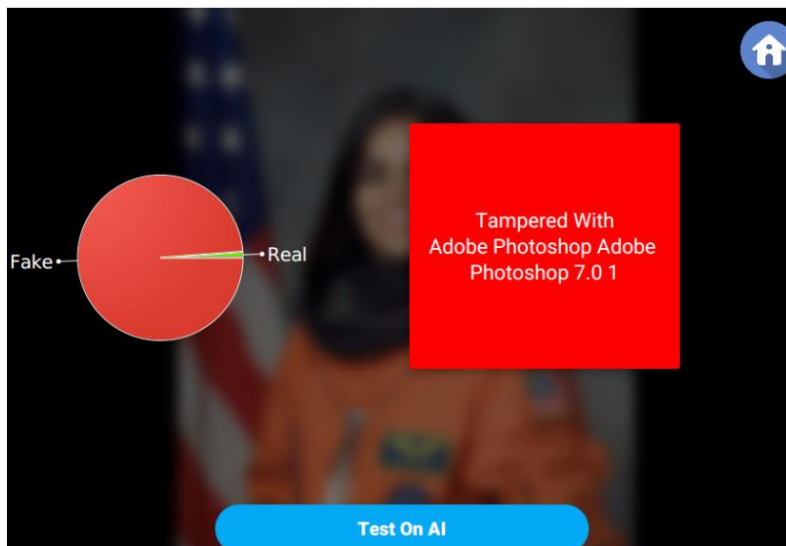 Tampered With
Adobe Photoshop Adobe
Photoshop 7.0 1
Fake
Real
Test On AI